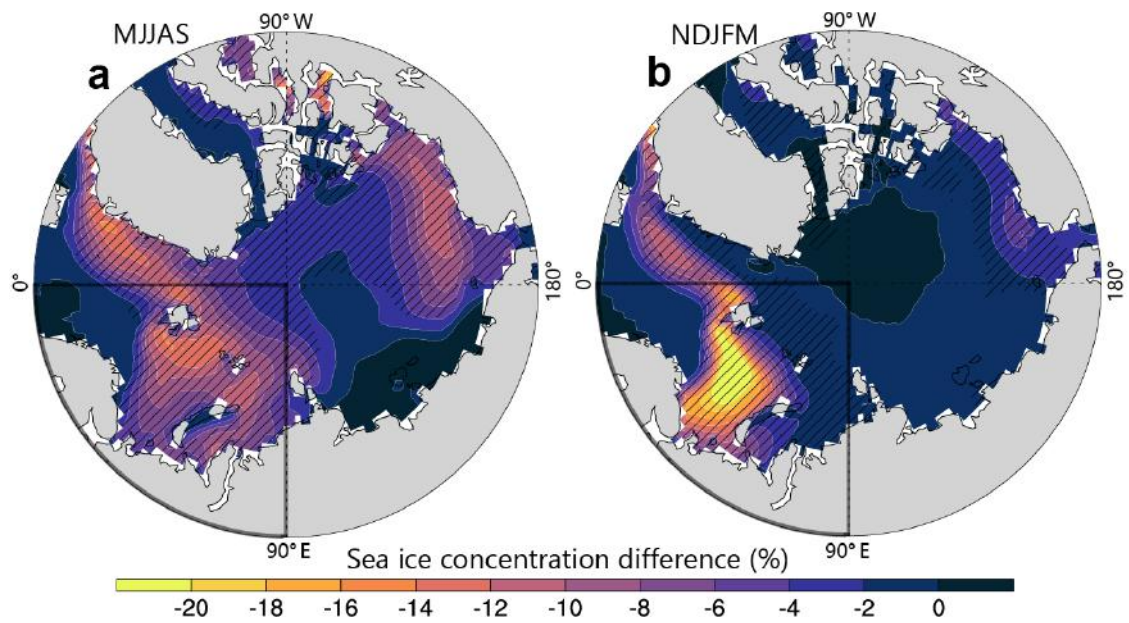 MJJAS
90° W
NDJFM
90° W
a
b
0°
180°
0°
180°
90° E
90° E
Sea ice concentration difference (%)
-20 -18 -16 -14 -12 -10 -8 -6 -4 -2 0